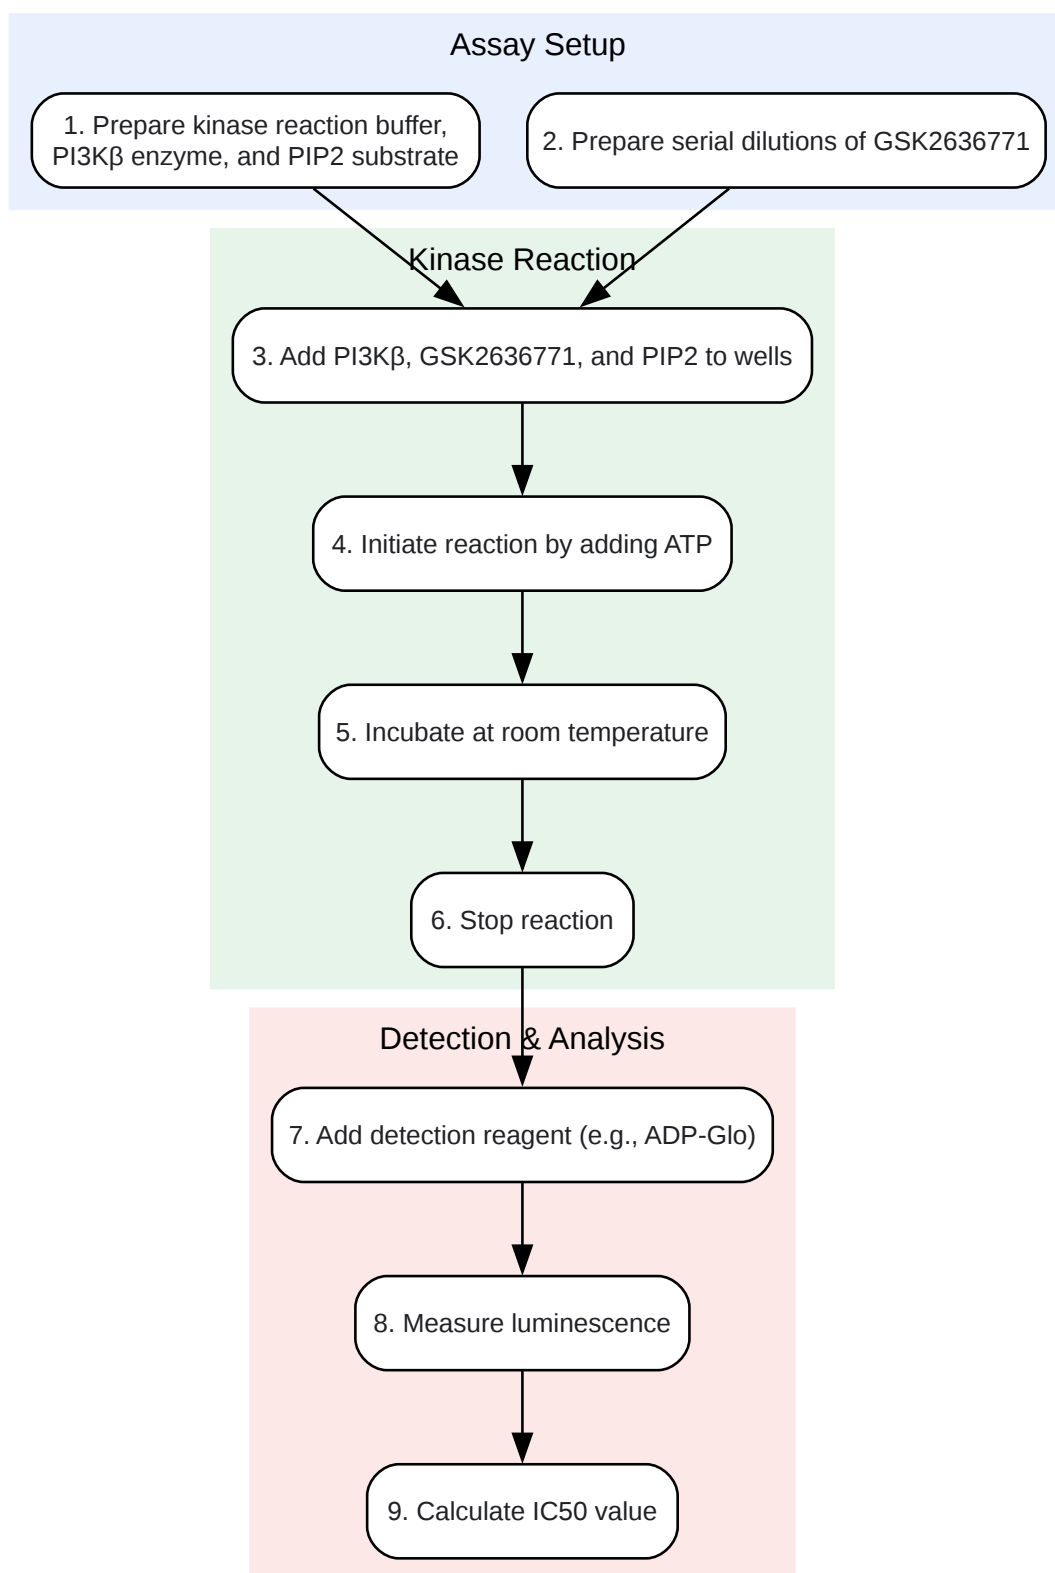 Assay Setup
1. Prepare kinase reaction buffer,
PI3Kβ enzyme, and PIP2 substrate
2. Prepare serial dilutions of GSK2636771
Kinase Reaction
3. Add PI3Kβ, GSK2636771, and PIP2 to wells
4. Initiate reaction by adding ATP
5. Incubate at room temperature
6. Stop reaction
Detection & Analysis
7. Add detection reagent (e.g., ADP-Glo)
8. Measure luminescence
9. Calculate IC50 value